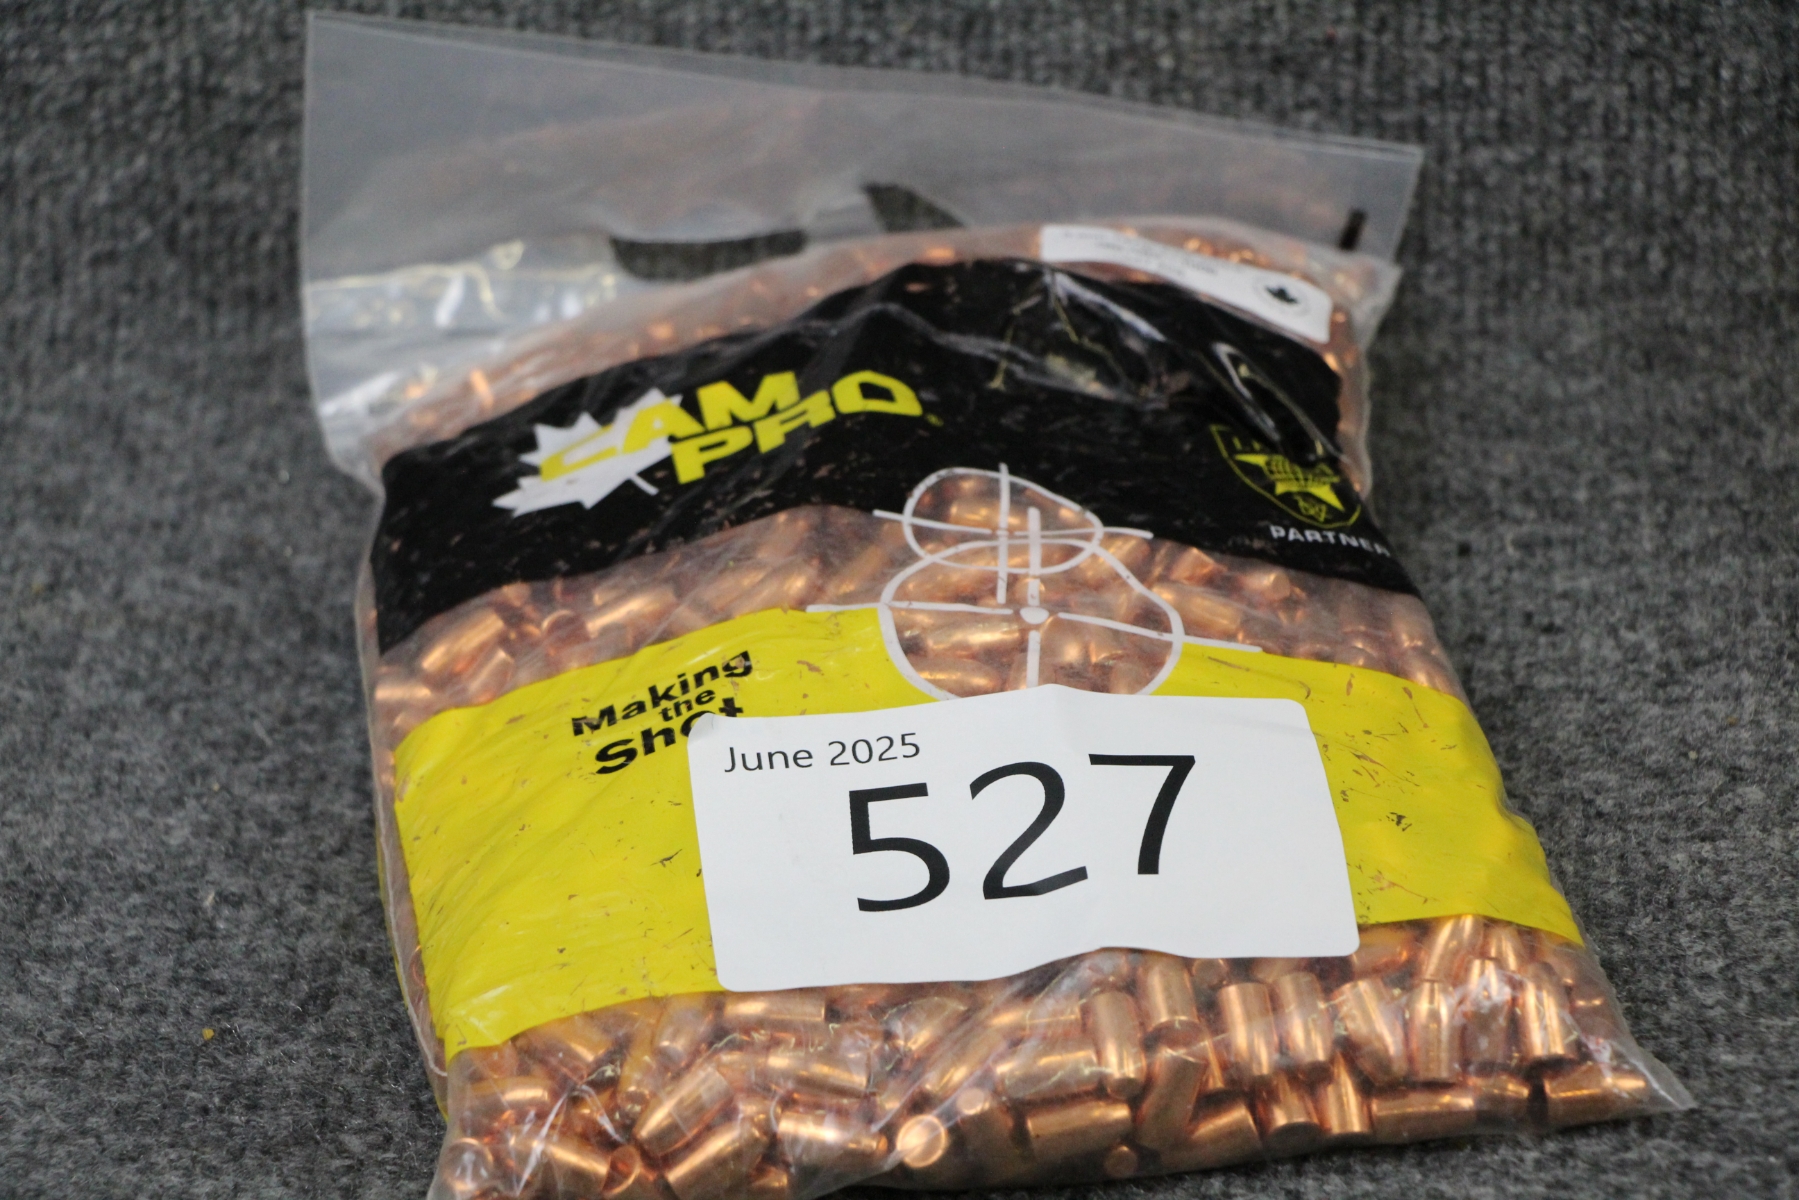 CAM
PRO
PARTNER
Making
the
Shot
June 2025
527